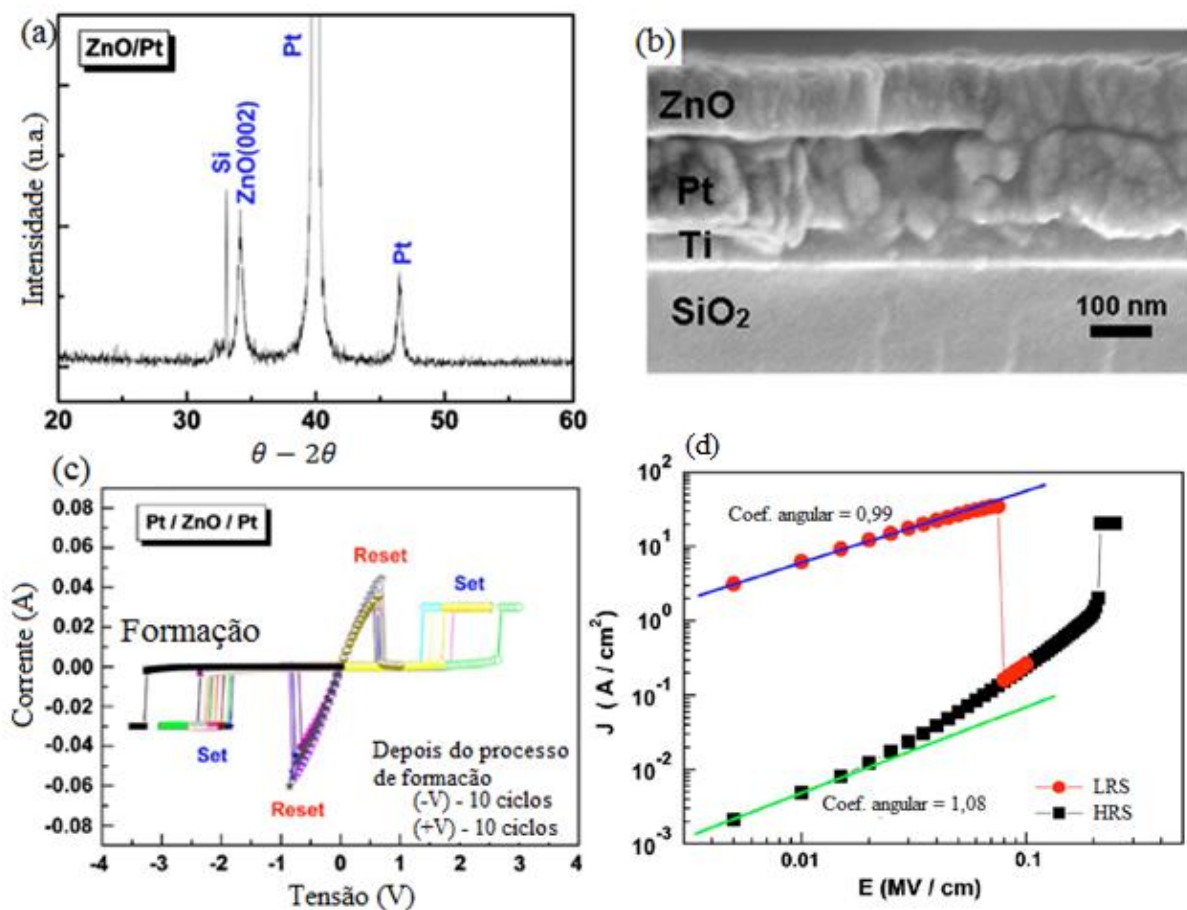 (a)
ZnO/Pt
Pt
Si
ZnO(002)
Pt
Intensidade (u.a.)
20
30
40
50
60
θ − 2θ
(b)
ZnO
Pt
Ti
SiO₂
100 nm
(c)
Pt / ZnO / Pt
0.08
0.06
0.04
0.02
0.00
-0.02
-0.04
-0.06
-0.08
Corrente (A)
Reset
Set
Formação
Set
Reset
Depois do processo
de formação
(-V) - 10 ciclos
(+V) - 10 ciclos
-4
-3
-2
-1
0
1
2
3
4
Tensão (V)
(d)
10²
10¹
10⁰
10⁻¹
10⁻²
10⁻³
J ( A / cm²)
Coef. angular = 0,99
Coef. angular = 1,08
LRS
HRS
0.01
0.1
E (MV / cm)